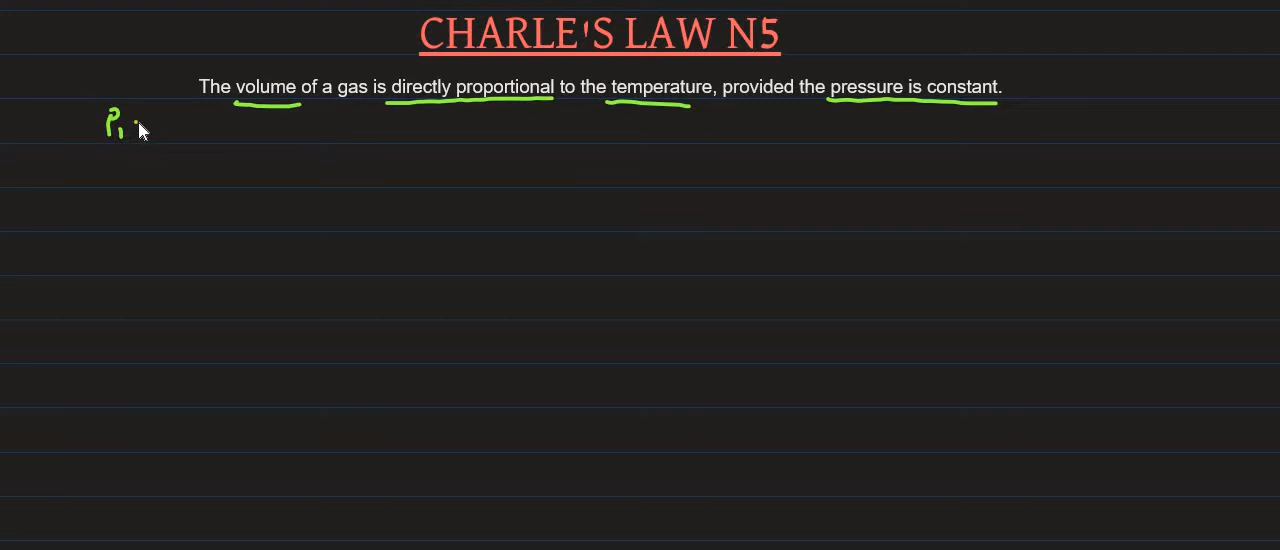 CHARLE'S LAW N5
The volume of a gas is directly proportional to the temperature, provided the pressure is constant.
P₁